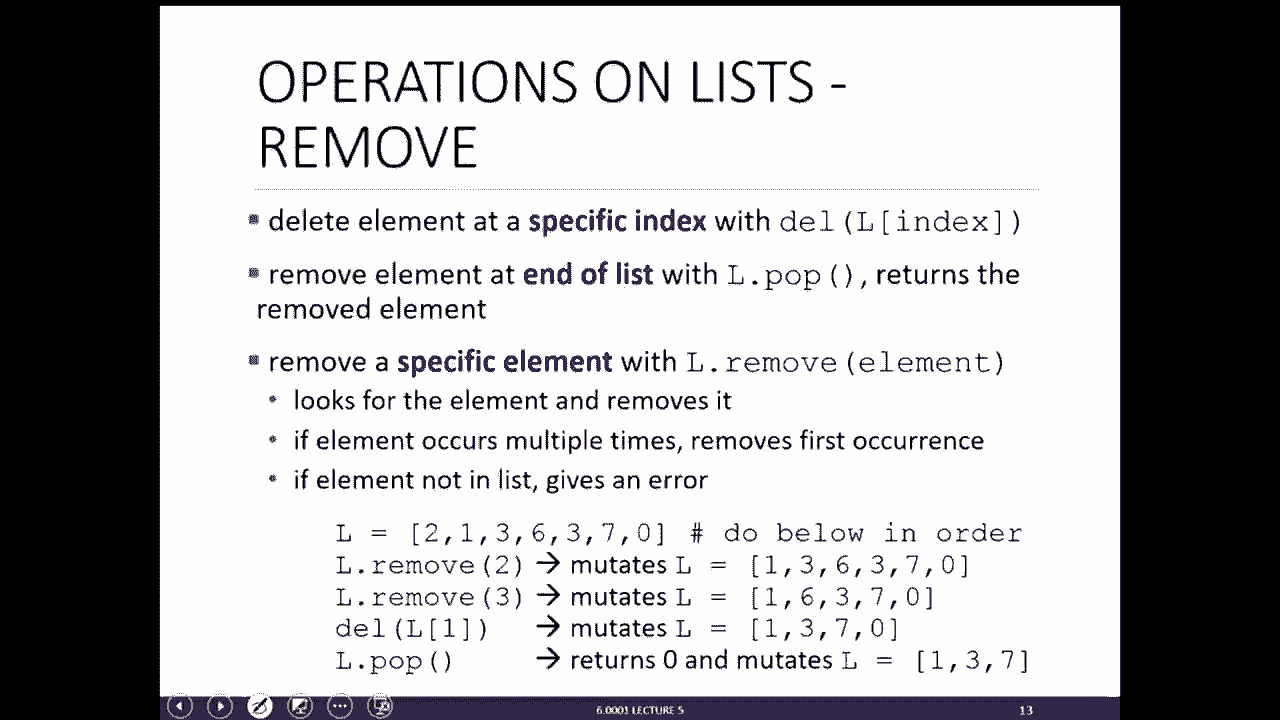 OPERATIONS ON LISTS -
REMOVE
▪ delete element at a specific index with del(L[index])
▪ remove element at end of list with L.pop(), returns the
removed element
▪ remove a specific element with L.remove(element)
• looks for the element and removes it
• if element occurs multiple times, removes first occurrence
• if element not in list, gives an error
L = [2,1,3,6,3,7,0] # do below in order
L.remove(2) → mutates L = [1,3,6,3,7,0]
L.remove(3) → mutates L = [1,6,3,7,0]
del(L[1]) → mutates L = [1,3,7,0]
L.pop() → returns 0 and mutates L = [1,3,7]
6.0001 LECTURE 5
13